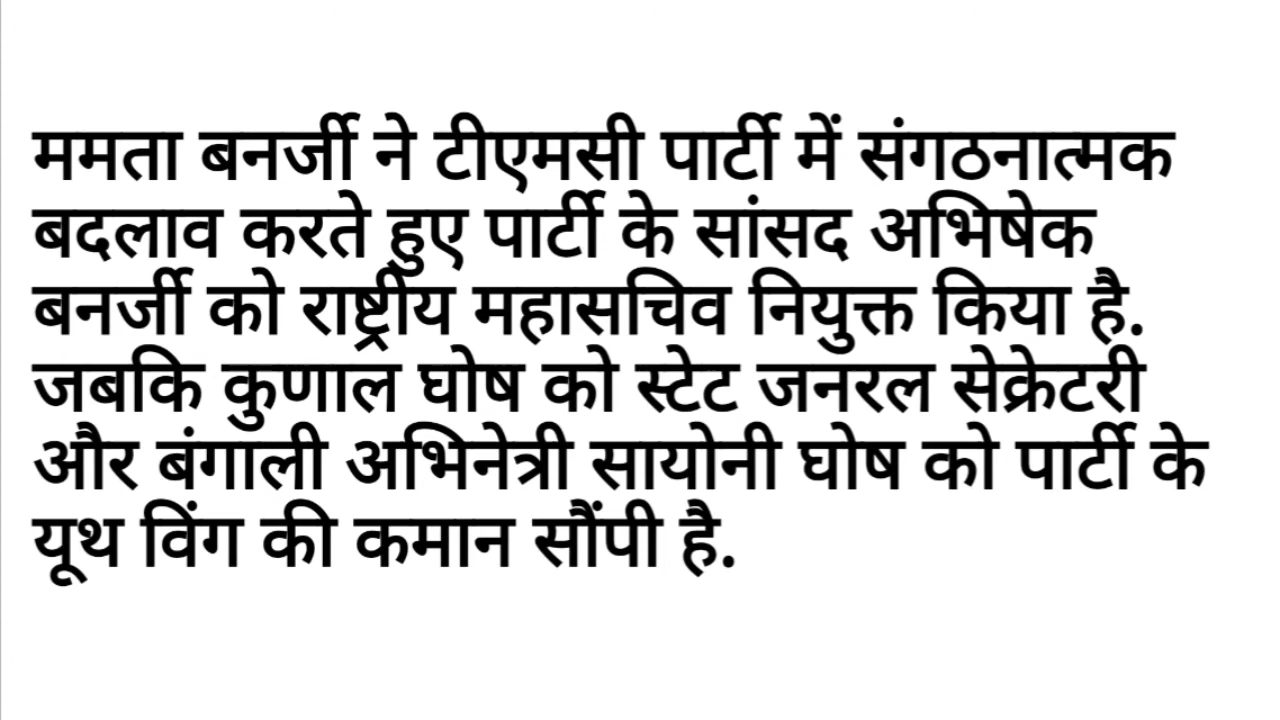 ममता बनर्जी ने टीएमसी पार्टी में संगठनात्मक
बदलाव करते हुए पार्टी के सांसद अभिषेक
बनर्जी को राष्ट्रीय महासचिव नियुक्त किया है.
जबकि कुणाल घोष को स्टेट जनरल सेक्रेटरी
और बंगाली अभिनेत्री सायोनी घोष को पार्टी के
यूथ विंग की कमान सौंपी है.